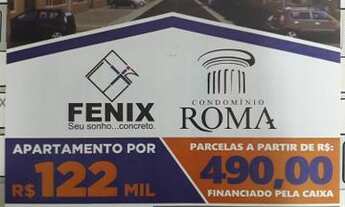 FENIX
Seu sonho...concreto.
CONDOMÍNIO
ROMA
APARTAMENTO POR
R$ 122 MIL
PARCELAS A PARTIR DE R$:
490,00
FINANCIADO PELA CAIXA